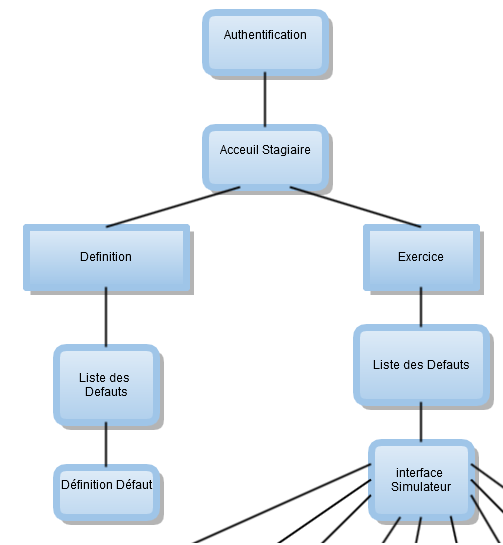 Authentification
Acceuil Stagiaire
Definition
Exercice
Liste des
Defauts
Liste des Defauts
Définition Défaut
interface
Simulateur